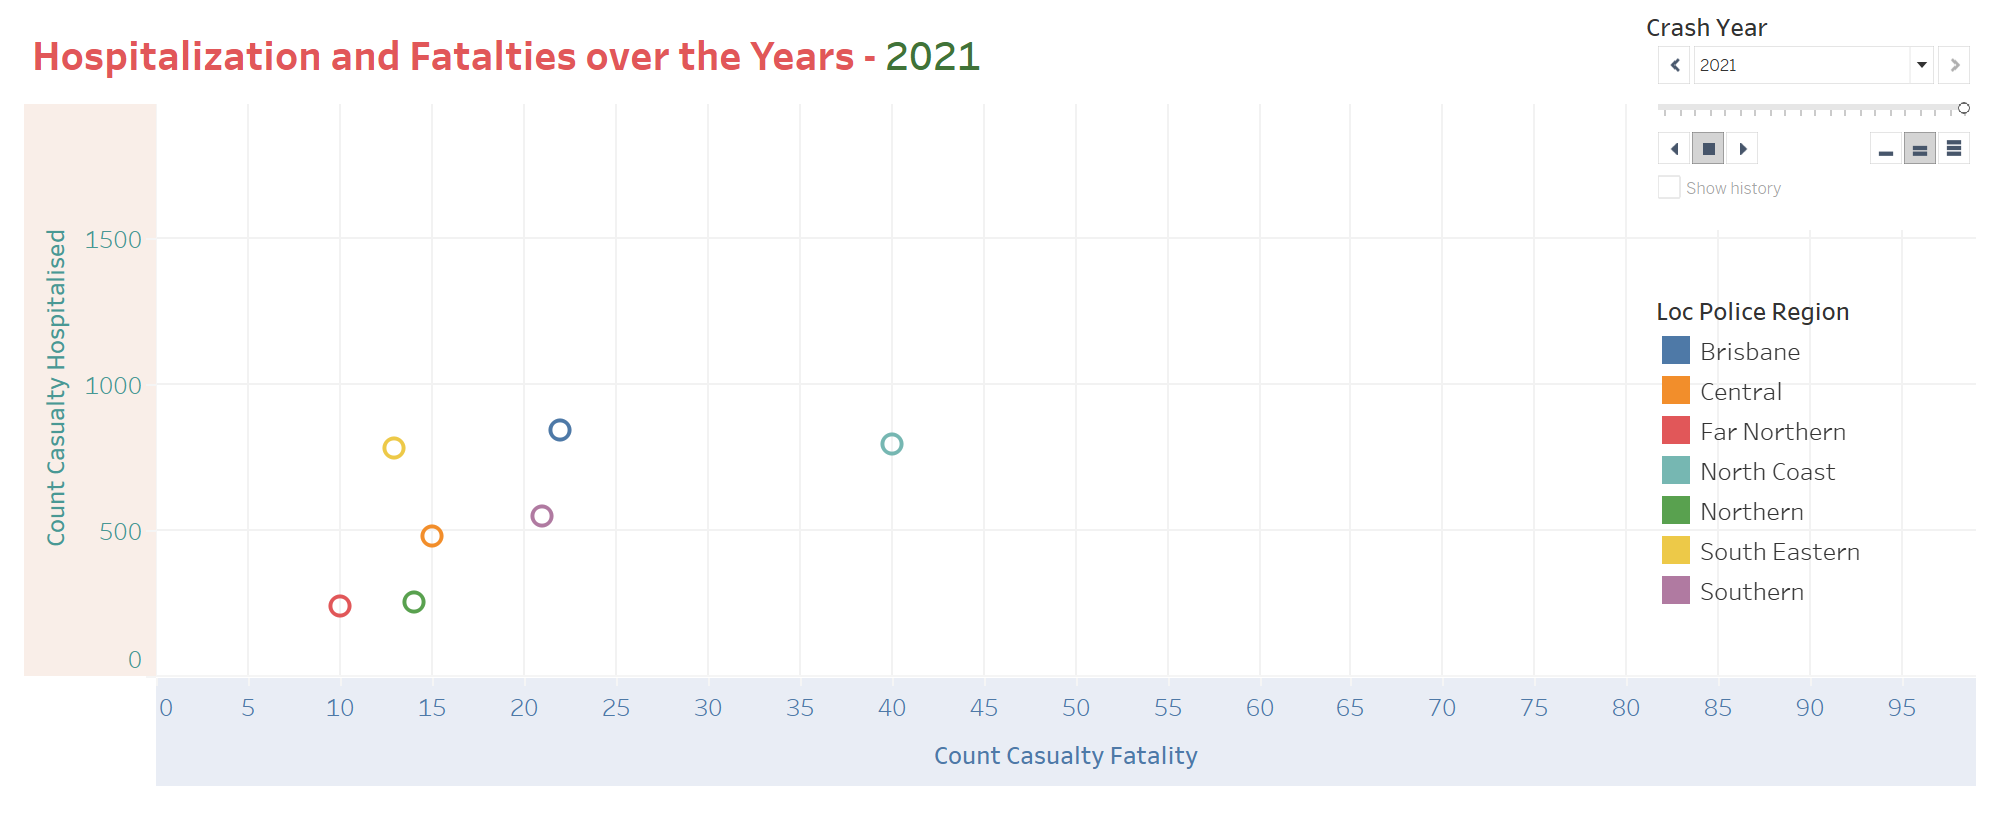 Hospitalization and Fatalties over the Years - 2021
Crash Year
2021
Show history
Count Casualty Hospitalised
1500
1000
500
0
Loc Police Region
Brisbane
Central
Far Northern
North Coast
Northern
South Eastern
Southern
0 5 10 15 20 25 30 35 40 45 50 55 60 65 70 75 80 85 90 95
Count Casualty Fatality